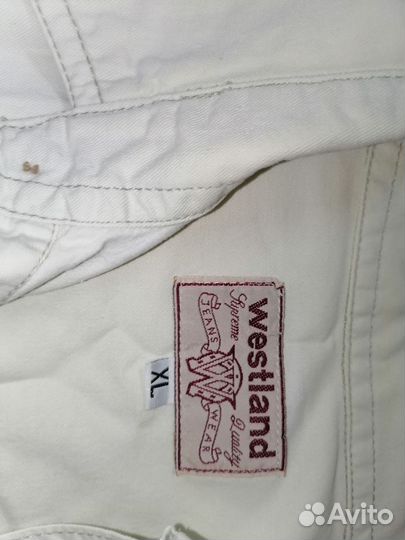 westland
Supreme Quality
JEANS WEAR
W
XL
Avito